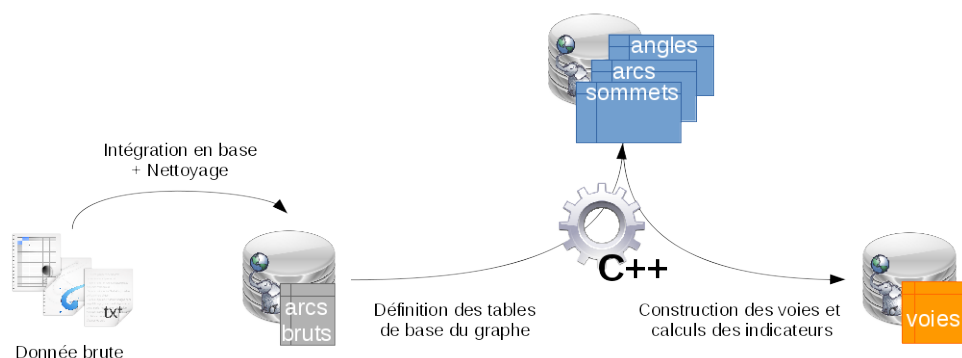 angles
arcs
sommets
Intégration en base
+ Nettoyage
C++
arcs
bruts
txt
Définition des tables
de base du graphe
Construction des voies et
calculs des indicateurs
voies
Donnée brute